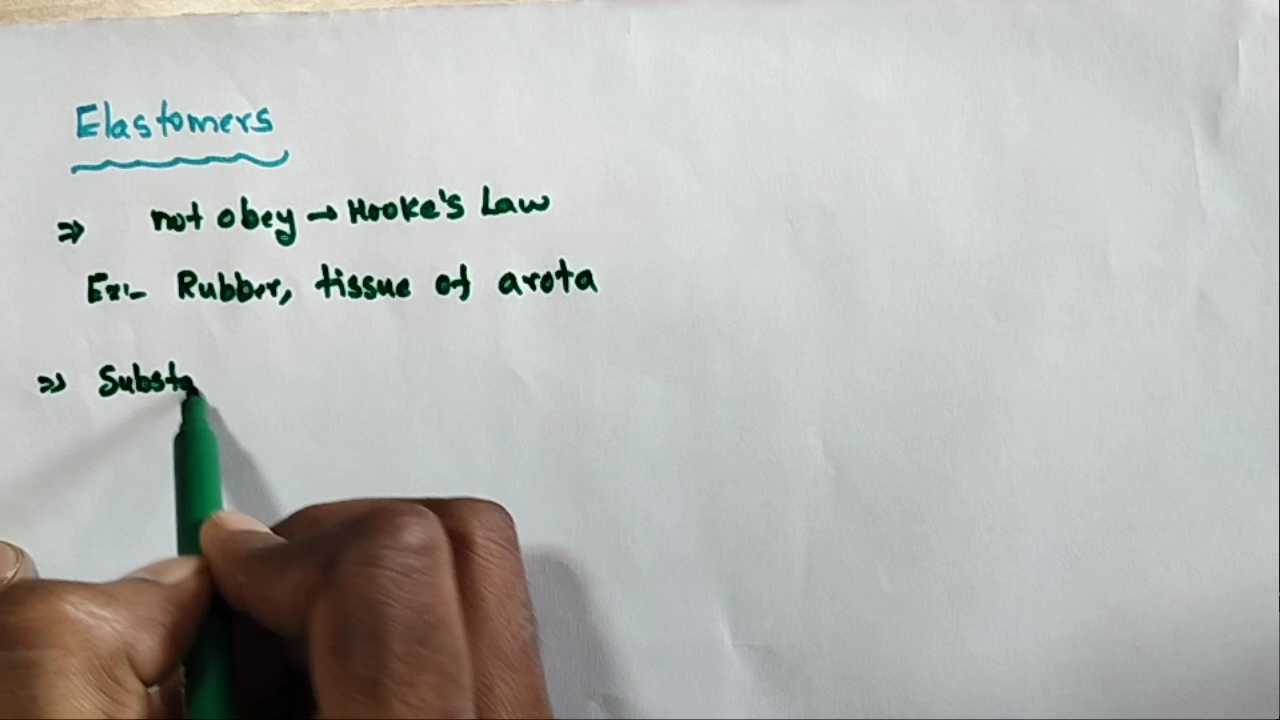 Elastomers
⇒ not obey → Hooke's Law
Ex:- Rubber, tissue of arota
⇒ Substa